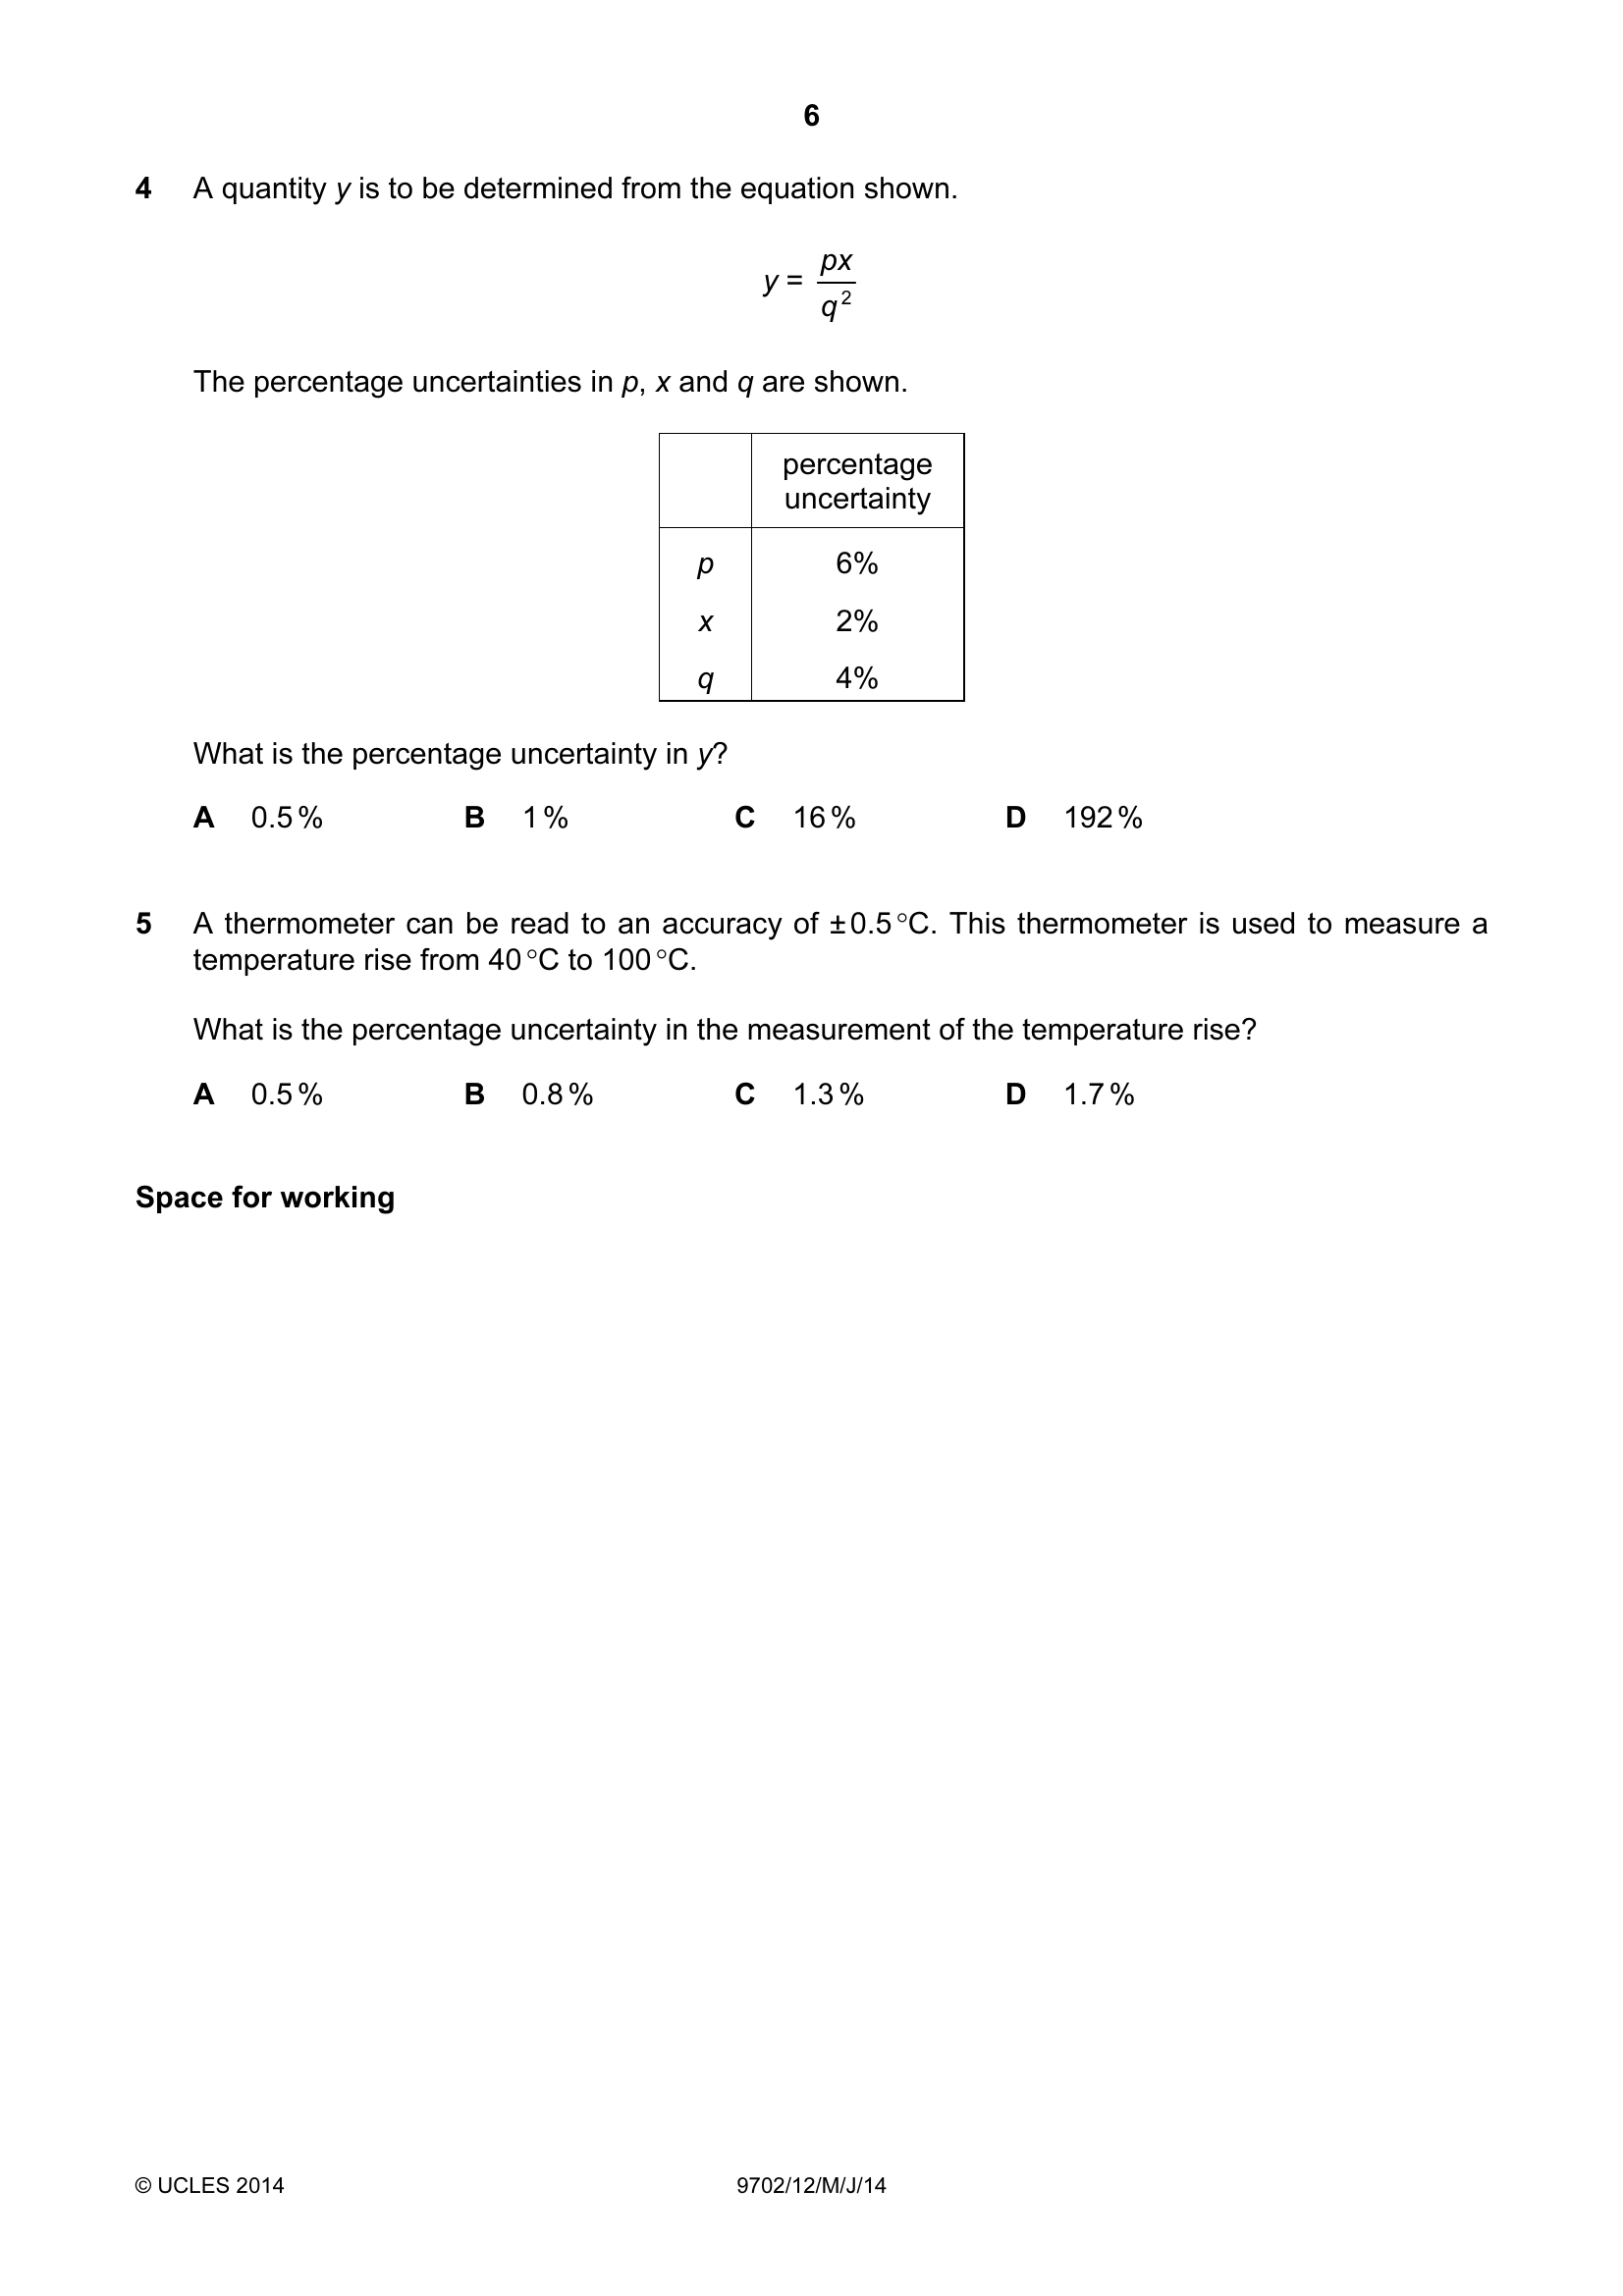 6
4 A quantity y is to be determined from the equation shown.
y = px / q²
The percentage uncertainties in p, x and q are shown.
percentage
uncertainty
p 6%
x 2%
q 4%
What is the percentage uncertainty in y?
A 0.5% B 1% C 16% D 192%
5 A thermometer can be read to an accuracy of ±0.5°C. This thermometer is used to measure a
temperature rise from 40°C to 100°C.
What is the percentage uncertainty in the measurement of the temperature rise?
A 0.5% B 0.8% C 1.3% D 1.7%
Space for working
© UCLES 2014 9702/12/M/J/14